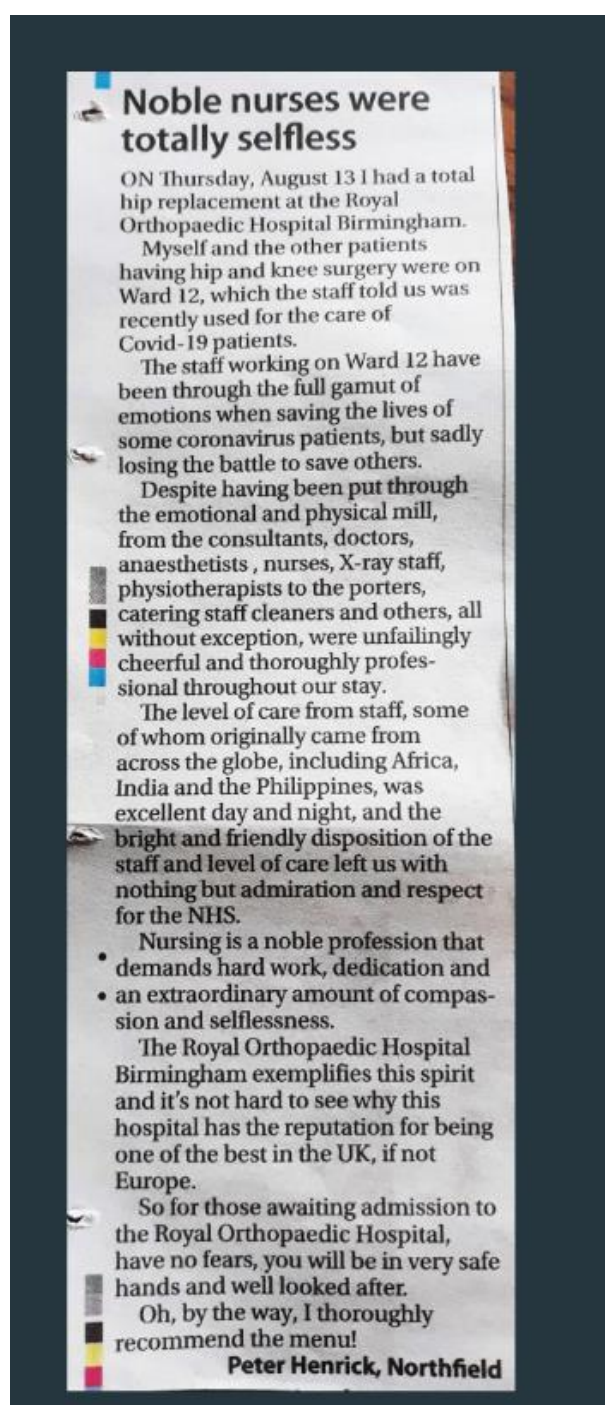 Noble nurses were
totally selfless
ON Thursday, August 13 I had a total
hip replacement at the Royal
Orthopaedic Hospital Birmingham.
Myself and the other patients
having hip and knee surgery were on
Ward 12, which the staff told us was
recently used for the care of
Covid-19 patients.
The staff working on Ward 12 have
been through the full gamut of
emotions when saving the lives of
some coronavirus patients, but sadly
losing the battle to save others.
Despite having been put through
the emotional and physical mill,
from the consultants, doctors,
anaesthetists , nurses, X-ray staff,
physiotherapists to the porters,
catering staff cleaners and others, all
without exception, were unfailingly
cheerful and thoroughly profes-
sional throughout our stay.
The level of care from staff, some
of whom originally came from
across the globe, including Africa,
India and the Philippines, was
excellent day and night, and the
bright and friendly disposition of the
staff and level of care left us with
nothing but admiration and respect
for the NHS.
Nursing is a noble profession that
demands hard work, dedication and
an extraordinary amount of compas-
sion and selflessness.
The Royal Orthopaedic Hospital
Birmingham exemplifies this spirit
and it's not hard to see why this
hospital has the reputation for being
one of the best in the UK, if not
Europe.
So for those awaiting admission to
the Royal Orthopaedic Hospital,
have no fears, you will be in very safe
hands and well looked after.
Oh, by the way, I thoroughly
recommend the menu!
Peter Henrick, Northfield